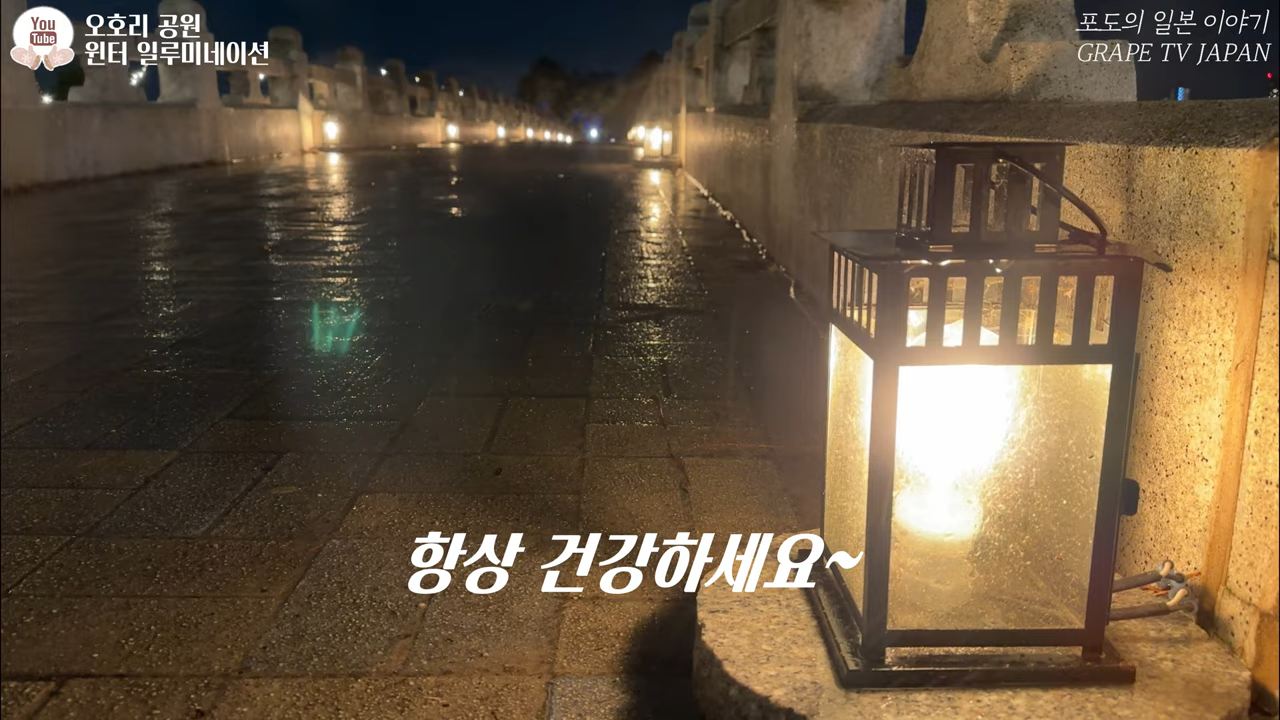 You
Tube
오호리 공원
윈터 일루미네이션
포도의 일본 이야기
GRAPE TV JAPAN
항상 건강하세요~